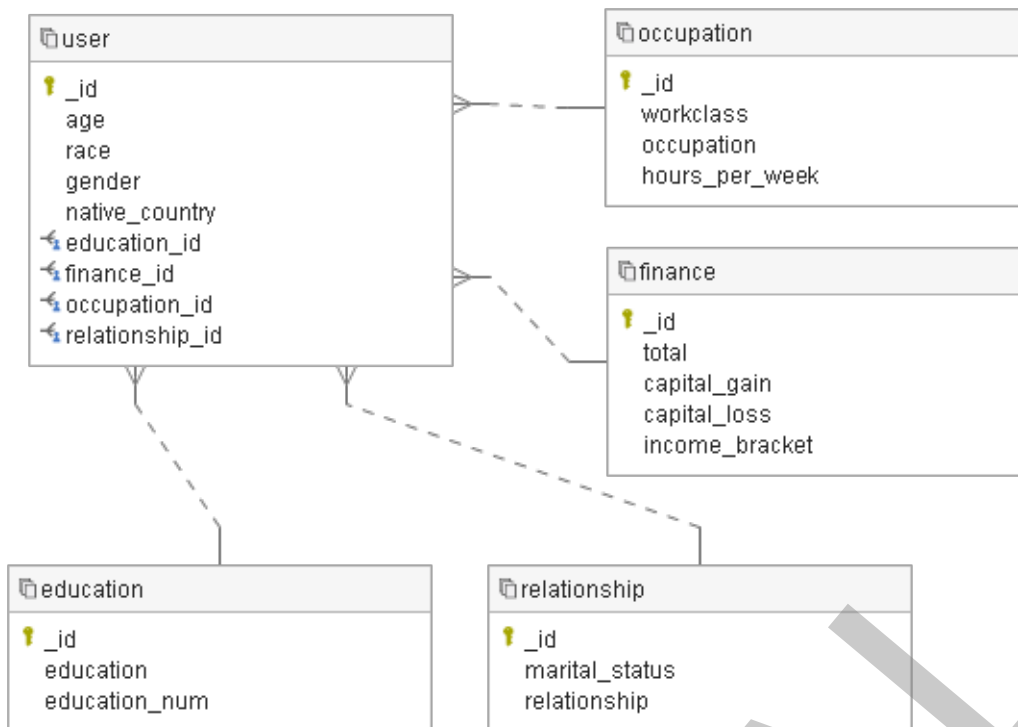 user
_id
age
race
gender
native_country
education_id
finance_id
occupation_id
relationship_id
occupation
_id
workclass
occupation
hours_per_week
finance
_id
total
capital_gain
capital_loss
income_bracket
education
_id
education
education_num
relationship
_id
marital_status
relationship